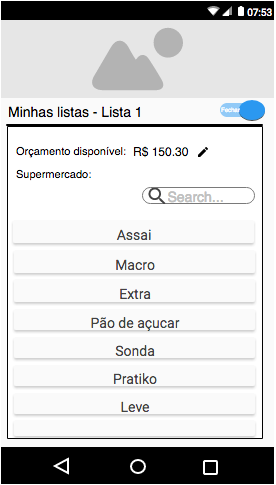 07:53
Minhas listas - Lista 1
Fechar
Orçamento disponível: R$ 150.30
Supermercado:
Search...
Assai
Macro
Extra
Pão de açucar
Sonda
Pratiko
Leve